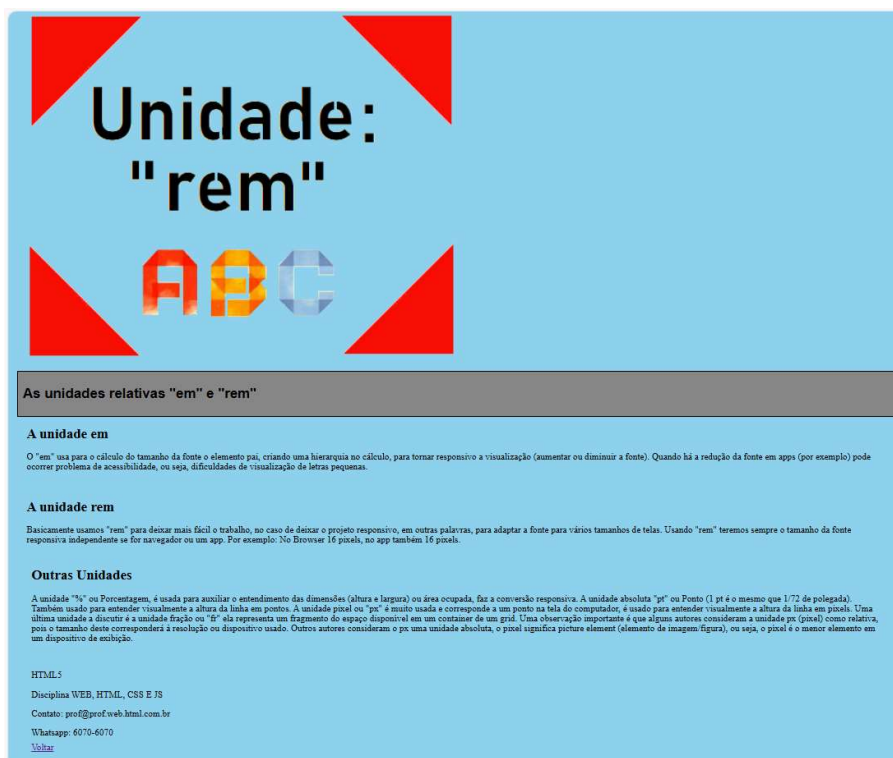 Unidade:
"rem"
ABC
As unidades relativas "em" e "rem"
A unidade em
O "em" usa para o cálculo do tamanho da fonte o elemento pai, criando uma hierarquia no cálculo, para tornar responsivo a visualização (aumentar ou diminuir a fonte). Quando há a redução da fonte em apps (por exemplo) pode
ocorrer problema de acessibilidade, ou seja, dificuldades de visualização de letras pequenas.
A unidade rem
Basicamente usamos "rem" para deixar mais fácil o trabalho, no caso de deixar o projeto responsivo, em outras palavras, para adaptar a fonte para vários tamanhos de telas. Usando "rem" teremos sempre o tamanho da fonte
responsiva independente se for navegador ou um app. Por exemplo: No Browser 16 pixels, no app também 16 pixels.
Outras Unidades
A unidade "%" ou Porcentagem, é usada para auxiliar o entendimento das dimensões (altura e largura) ou área ocupada, faz a conversão responsiva. A unidade absoluta "pt" ou Ponto (1 pt é o mesmo que 1/72 de polegada).
Também usado para entender visualmente a altura da linha em pontos. A unidade pixel ou "px" é muito usada e corresponde a um ponto na tela do computador, é usado para entender visualmente a altura da linha em pixels. Uma
última unidade a discutir é a unidade fração ou "fr" ela representa um fragmento do espaço disponível em um container de um grid. Uma observação importante é que alguns autores consideram a unidade px (pixel) como relativa,
pois o tamanho deste corresponderá à resolução ou dispositivo usado. Outros autores consideram o px uma unidade absoluta, o pixel significa picture element (elemento de imagem/figura), ou seja, o pixel é o menor elemento em
um dispositivo de exibição.
HTML5
Disciplina WEB, HTML, CSS E JS
Contato: prof@prof.web.html.com.br
Whatsapp: 6070-6070
Voltar